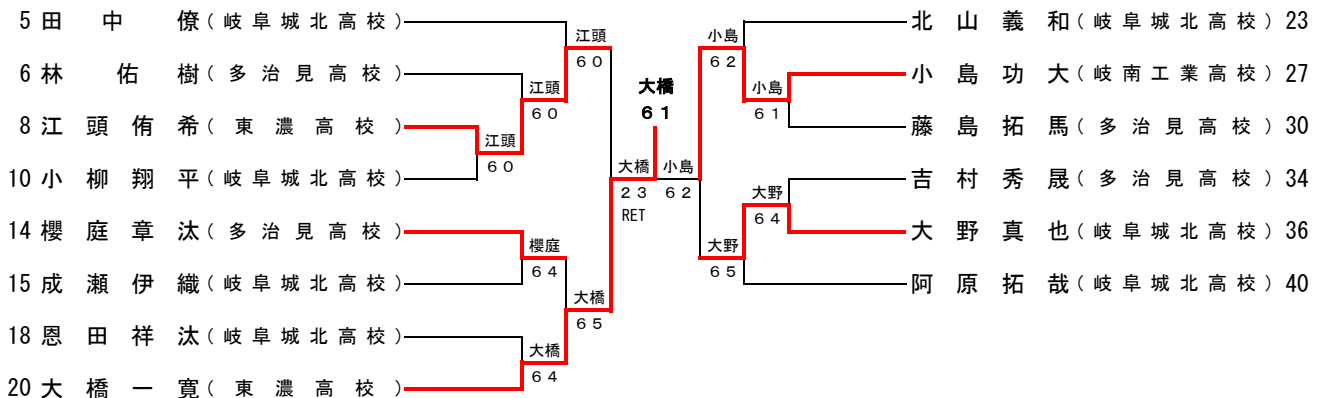 5 田中僚(岐阜城北高校)
6 林佑樹(多治見高校)
8 江頭侑希(東濃高校)
10 小柳翔平(岐阜城北高校)
14 櫻庭章汰(多治見高校)
15 成瀬伊織(岐阜城北高校)
18 恩田祥汰(岐阜城北高校)
20 大橋一寛(東濃高校)
江頭
60
江頭
60
江頭
60
櫻庭
64
大橋
65
大橋
64
大橋
23
RET
大橋
61
小島
62
小島
62
小島
61
大野
64
大野
65
北山義和(岐阜城北高校) 23
小島功大(岐南工業高校) 27
藤島拓馬(多治見高校) 30
吉村秀晟(多治見高校) 34
大野真也(岐阜城北高校) 36
阿原拓哉(岐阜城北高校) 40